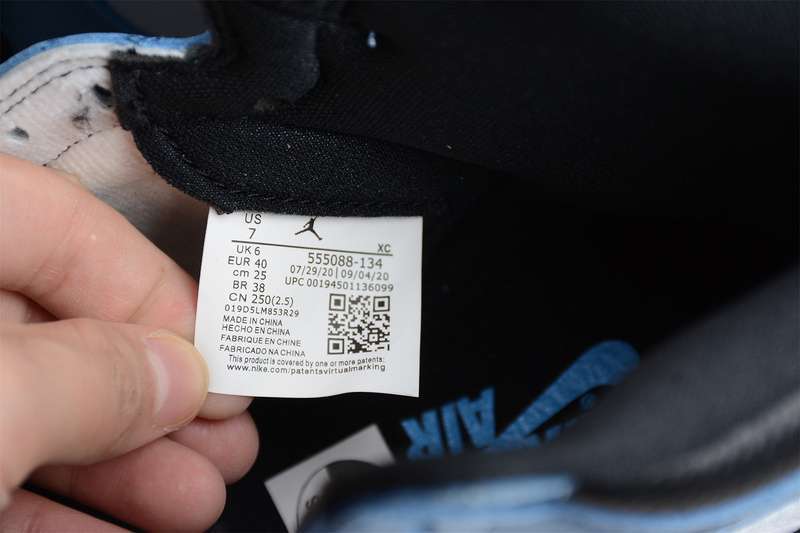 US
7
UK 6
EUR 40
cm 25
BR 38
CN 250(2.5)
019D5LM853R29
MADE IN CHINA
HECHO EN CHINA
FABRIQUE EN CHINE
FABRICADO NA CHINA
XC
555088-134
07/29/20 | 09/04/20
UPC 00194501136099
This product is covered by one or more patents:
www.nike.com/patentsvirtualmarking
AIR